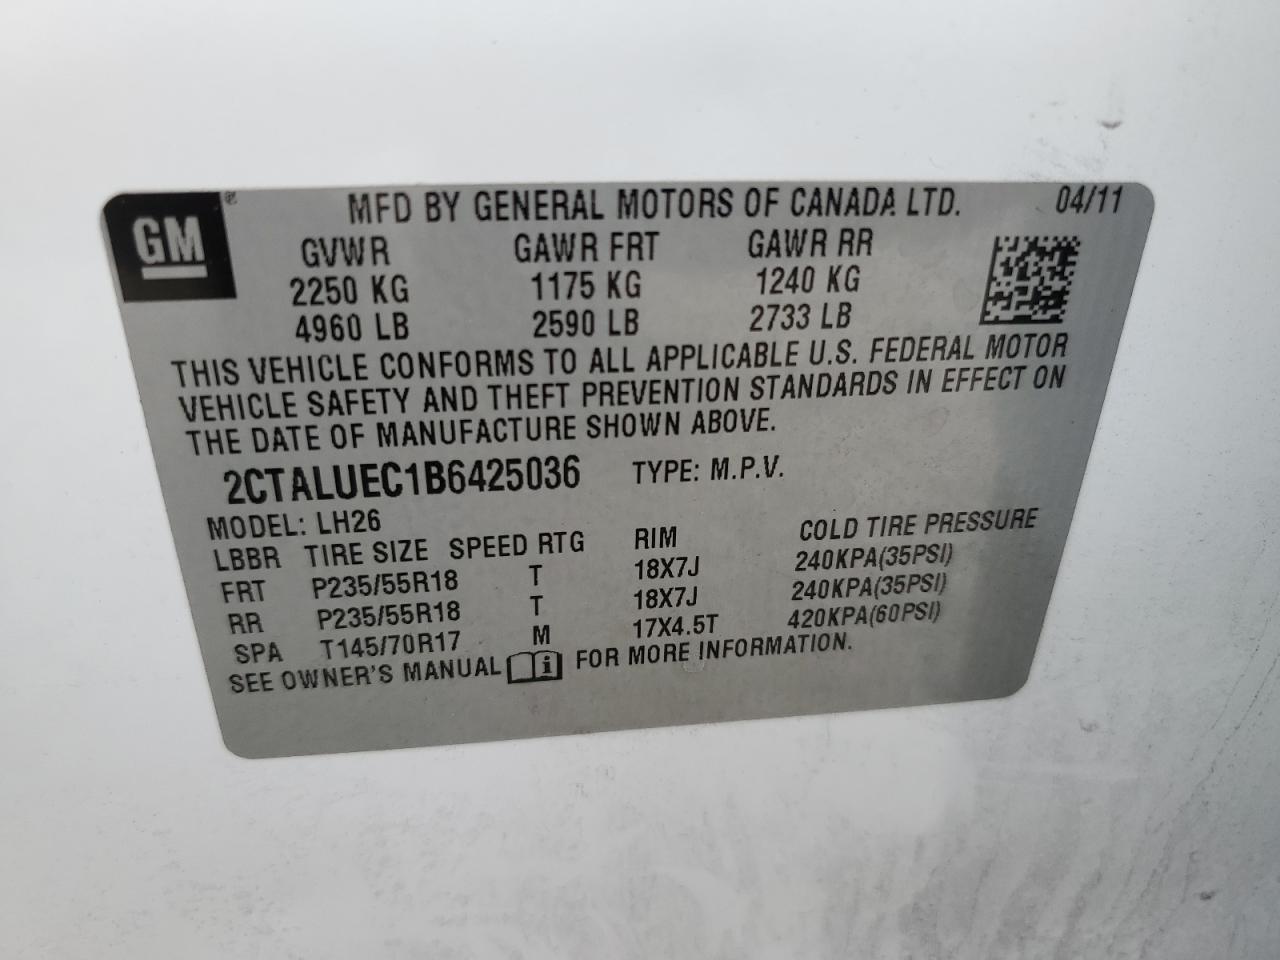 GM ® MFD BY GENERAL MOTORS OF CANADA LTD. 04/11
GVWR GAWR FRT GAWR RR
2250 KG 1175 KG 1240 KG
4960 LB 2590 LB 2733 LB
THIS VEHICLE CONFORMS TO ALL APPLICABLE U.S. FEDERAL MOTOR
VEHICLE SAFETY AND THEFT PREVENTION STANDARDS IN EFFECT ON
THE DATE OF MANUFACTURE SHOWN ABOVE.
2CTALUEC1B6425036 TYPE: M.P.V.
MODEL: LH26
LBBR TIRE SIZE SPEED RTG RIM COLD TIRE PRESSURE
FRT P235/55R18 T 18X7J 240KPA(35PSI)
RR P235/55R18 T 18X7J 240KPA(35PSI)
SPA T145/70R17 M 17X4.5T 420KPA(60PSI)
SEE OWNER'S MANUAL i FOR MORE INFORMATION.